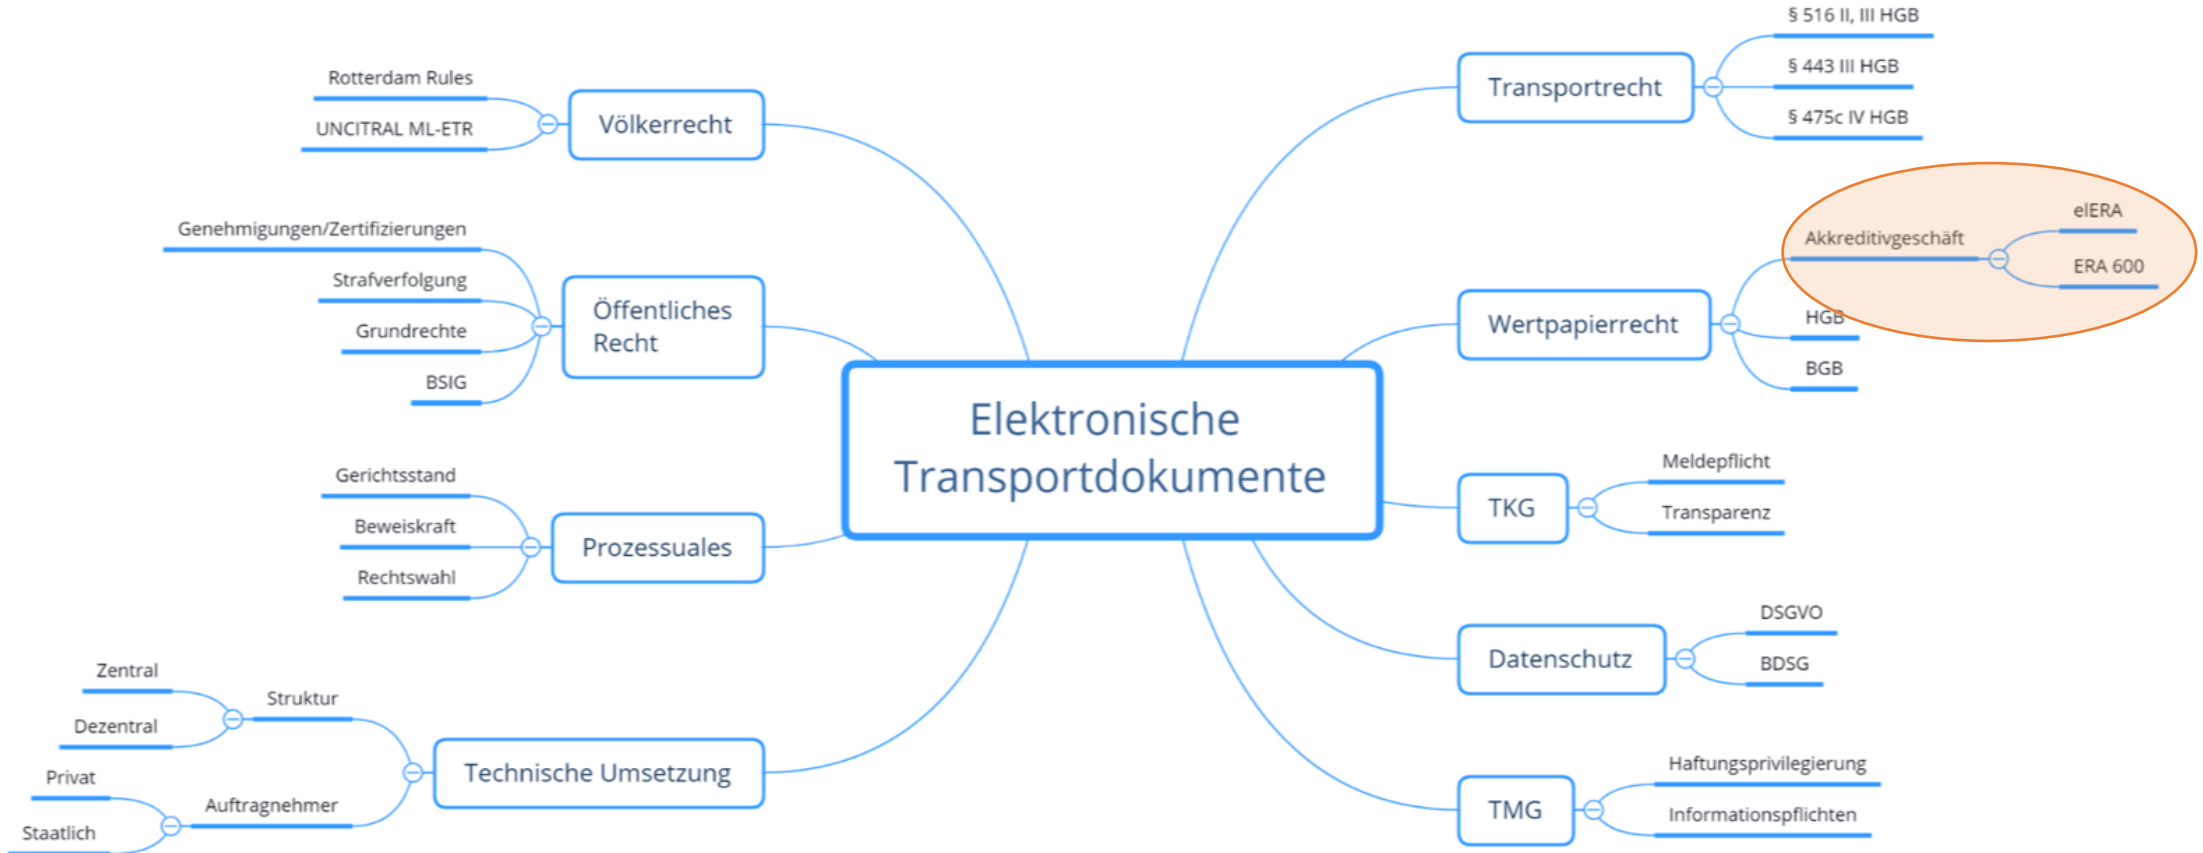 Elektronische
Transportdokumente
Völkerrecht
Rotterdam Rules
UNCITRAL ML-ETR
Öffentliches
Recht
Genehmigungen/Zertifizierungen
Strafverfolgung
Grundrechte
BSIG
Prozessuales
Gerichtsstand
Beweiskraft
Rechtswahl
Technische Umsetzung
Struktur
Zentral
Dezentral
Auftragnehmer
Privat
Staatlich
Transportrecht
§ 516 II, III HGB
§ 443 III HGB
§ 475c IV HGB
Wertpapierrecht
Akkreditivgeschäft
elERA
ERA 600
HGB
BGB
TKG
Meldepflicht
Transparenz
Datenschutz
DSGVO
BDSG
TMG
Haftungsprivilegierung
Informationspflichten